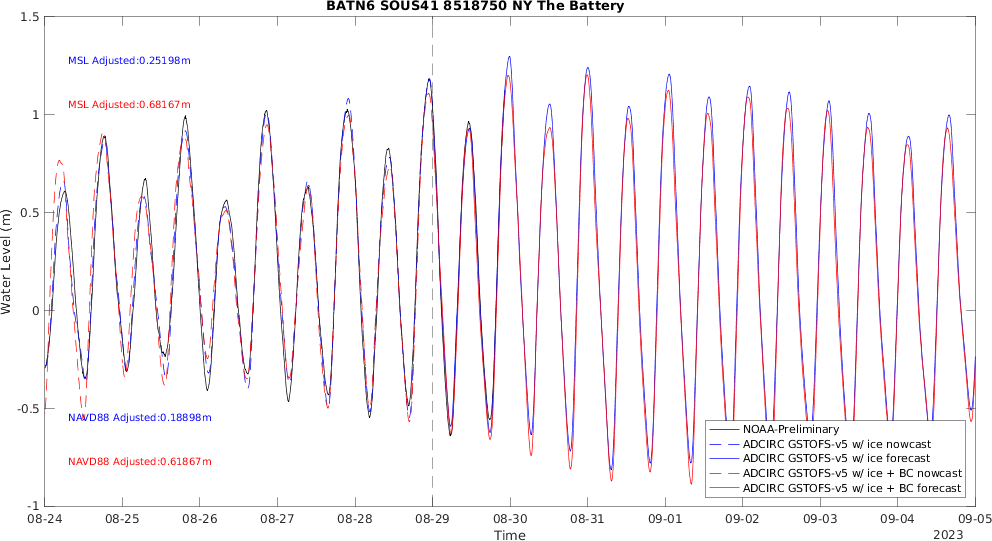 BATN6 SOUS41 8518750 NY The Battery
1.5
1
0.5
0
-0.5
-1
Water Level (m)
MSL Adjusted:0.25198m
MSL Adjusted:0.68167m
NAVD88 Adjusted:0.18898m
NAVD88 Adjusted:0.61867m
NOAA-Preliminary
ADCIRC GSTOFS-v5 w/ ice nowcast
ADCIRC GSTOFS-v5 w/ ice forecast
ADCIRC GSTOFS-v5 w/ ice + BC nowcast
ADCIRC GSTOFS-v5 w/ ice + BC forecast
08-24 08-25 08-26 08-27 08-28 08-29 08-30 08-31 09-01 09-02 09-03 09-04 09-05
Time
2023